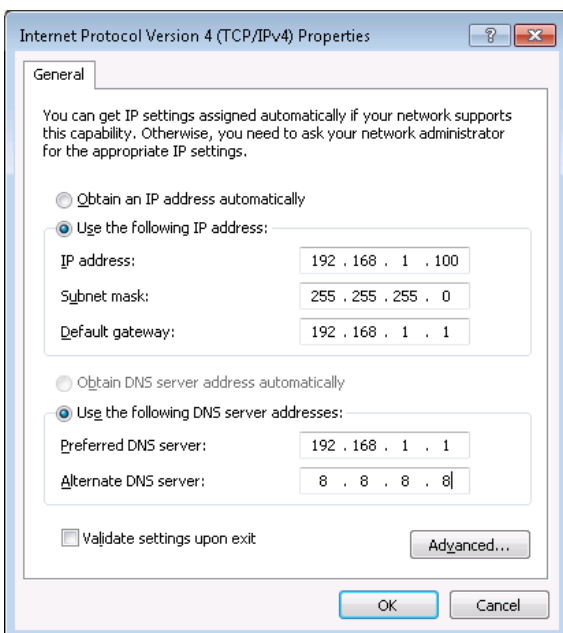 Internet Protocol Version 4 (TCP/IPv4) Properties
General
You can get IP settings assigned automatically if your network supports
this capability. Otherwise, you need to ask your network administrator
for the appropriate IP settings.
Obtain an IP address automatically
Use the following IP address:
IP address: 192 . 168 . 1 . 100
Subnet mask: 255 . 255 . 255 . 0
Default gateway: 192 . 168 . 1 . 1
Obtain DNS server address automatically
Use the following DNS server addresses:
Preferred DNS server: 192 . 168 . 1 . 1
Alternate DNS server: 8 . 8 . 8 . 8
Validate settings upon exit
Advanced...
OK Cancel